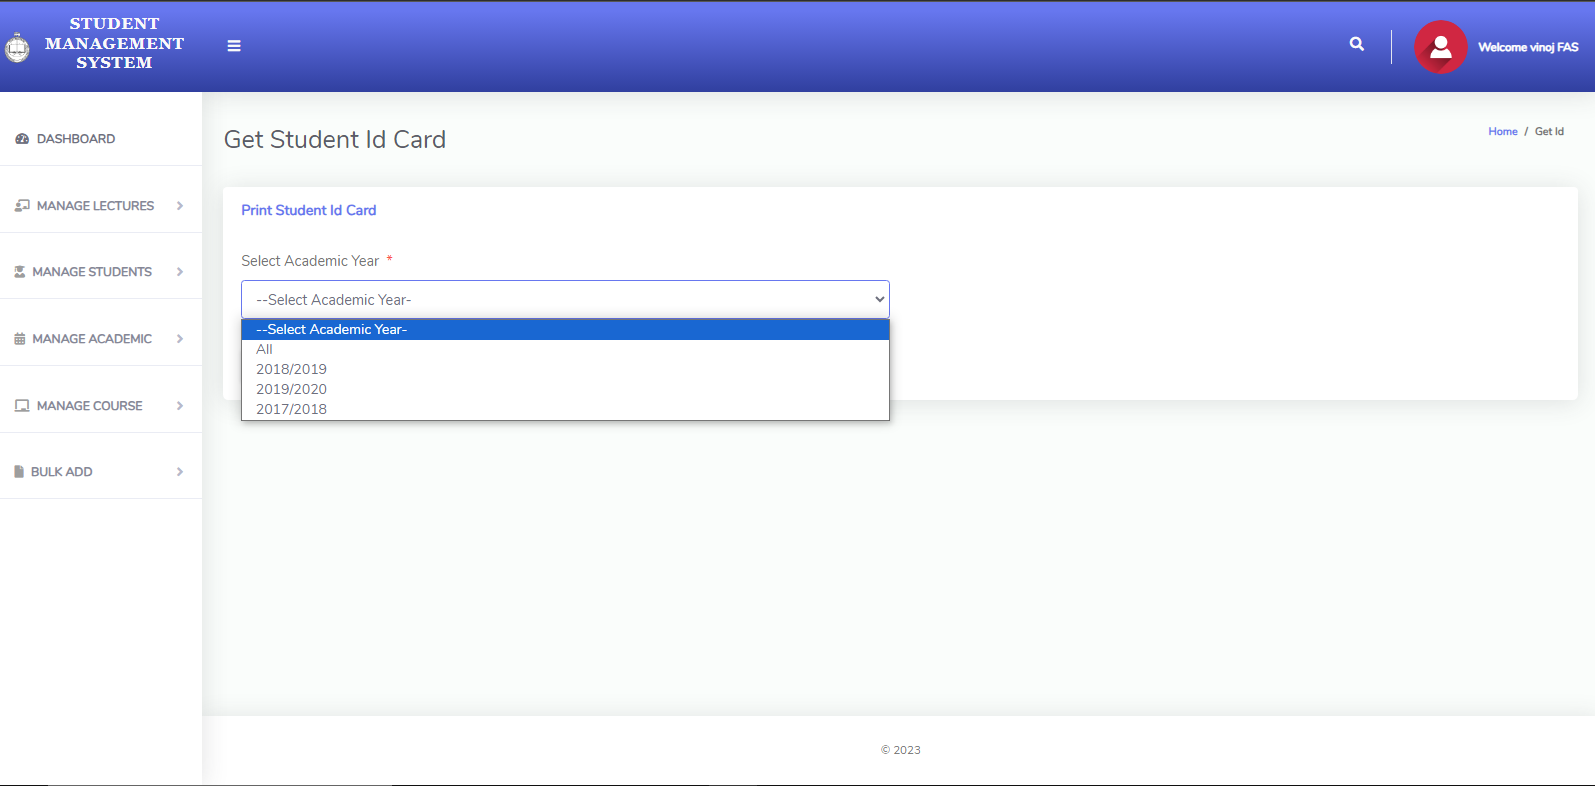 STUDENT
MANAGEMENT
SYSTEM
Welcome vinoj FAS
DASHBOARD
MANAGE LECTURES
MANAGE STUDENTS
MANAGE ACADEMIC
MANAGE COURSE
BULK ADD
Get Student Id Card
Home / Get Id
Print Student Id Card
Select Academic Year *
--Select Academic Year-
--Select Academic Year-
All
2018/2019
2019/2020
2017/2018
© 2023